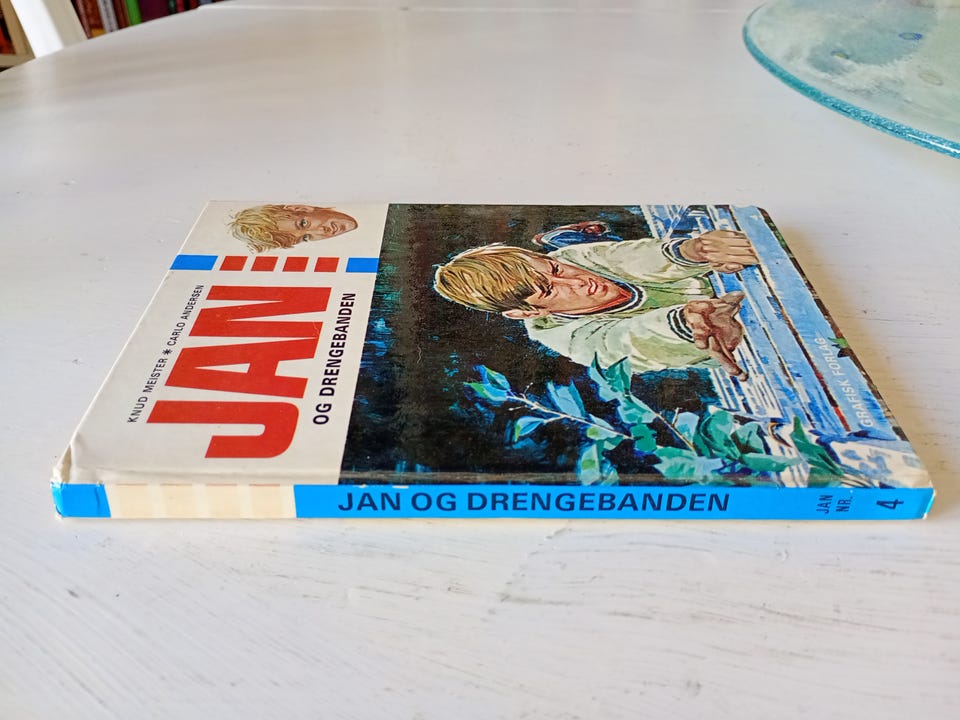 KNUD MEISTER * CARLO ANDERSEN
JAN
OG DRENGEBANDEN
GRAFISK FORLAG
JAN OG DRENGEBANDEN
JAN
NR.
4